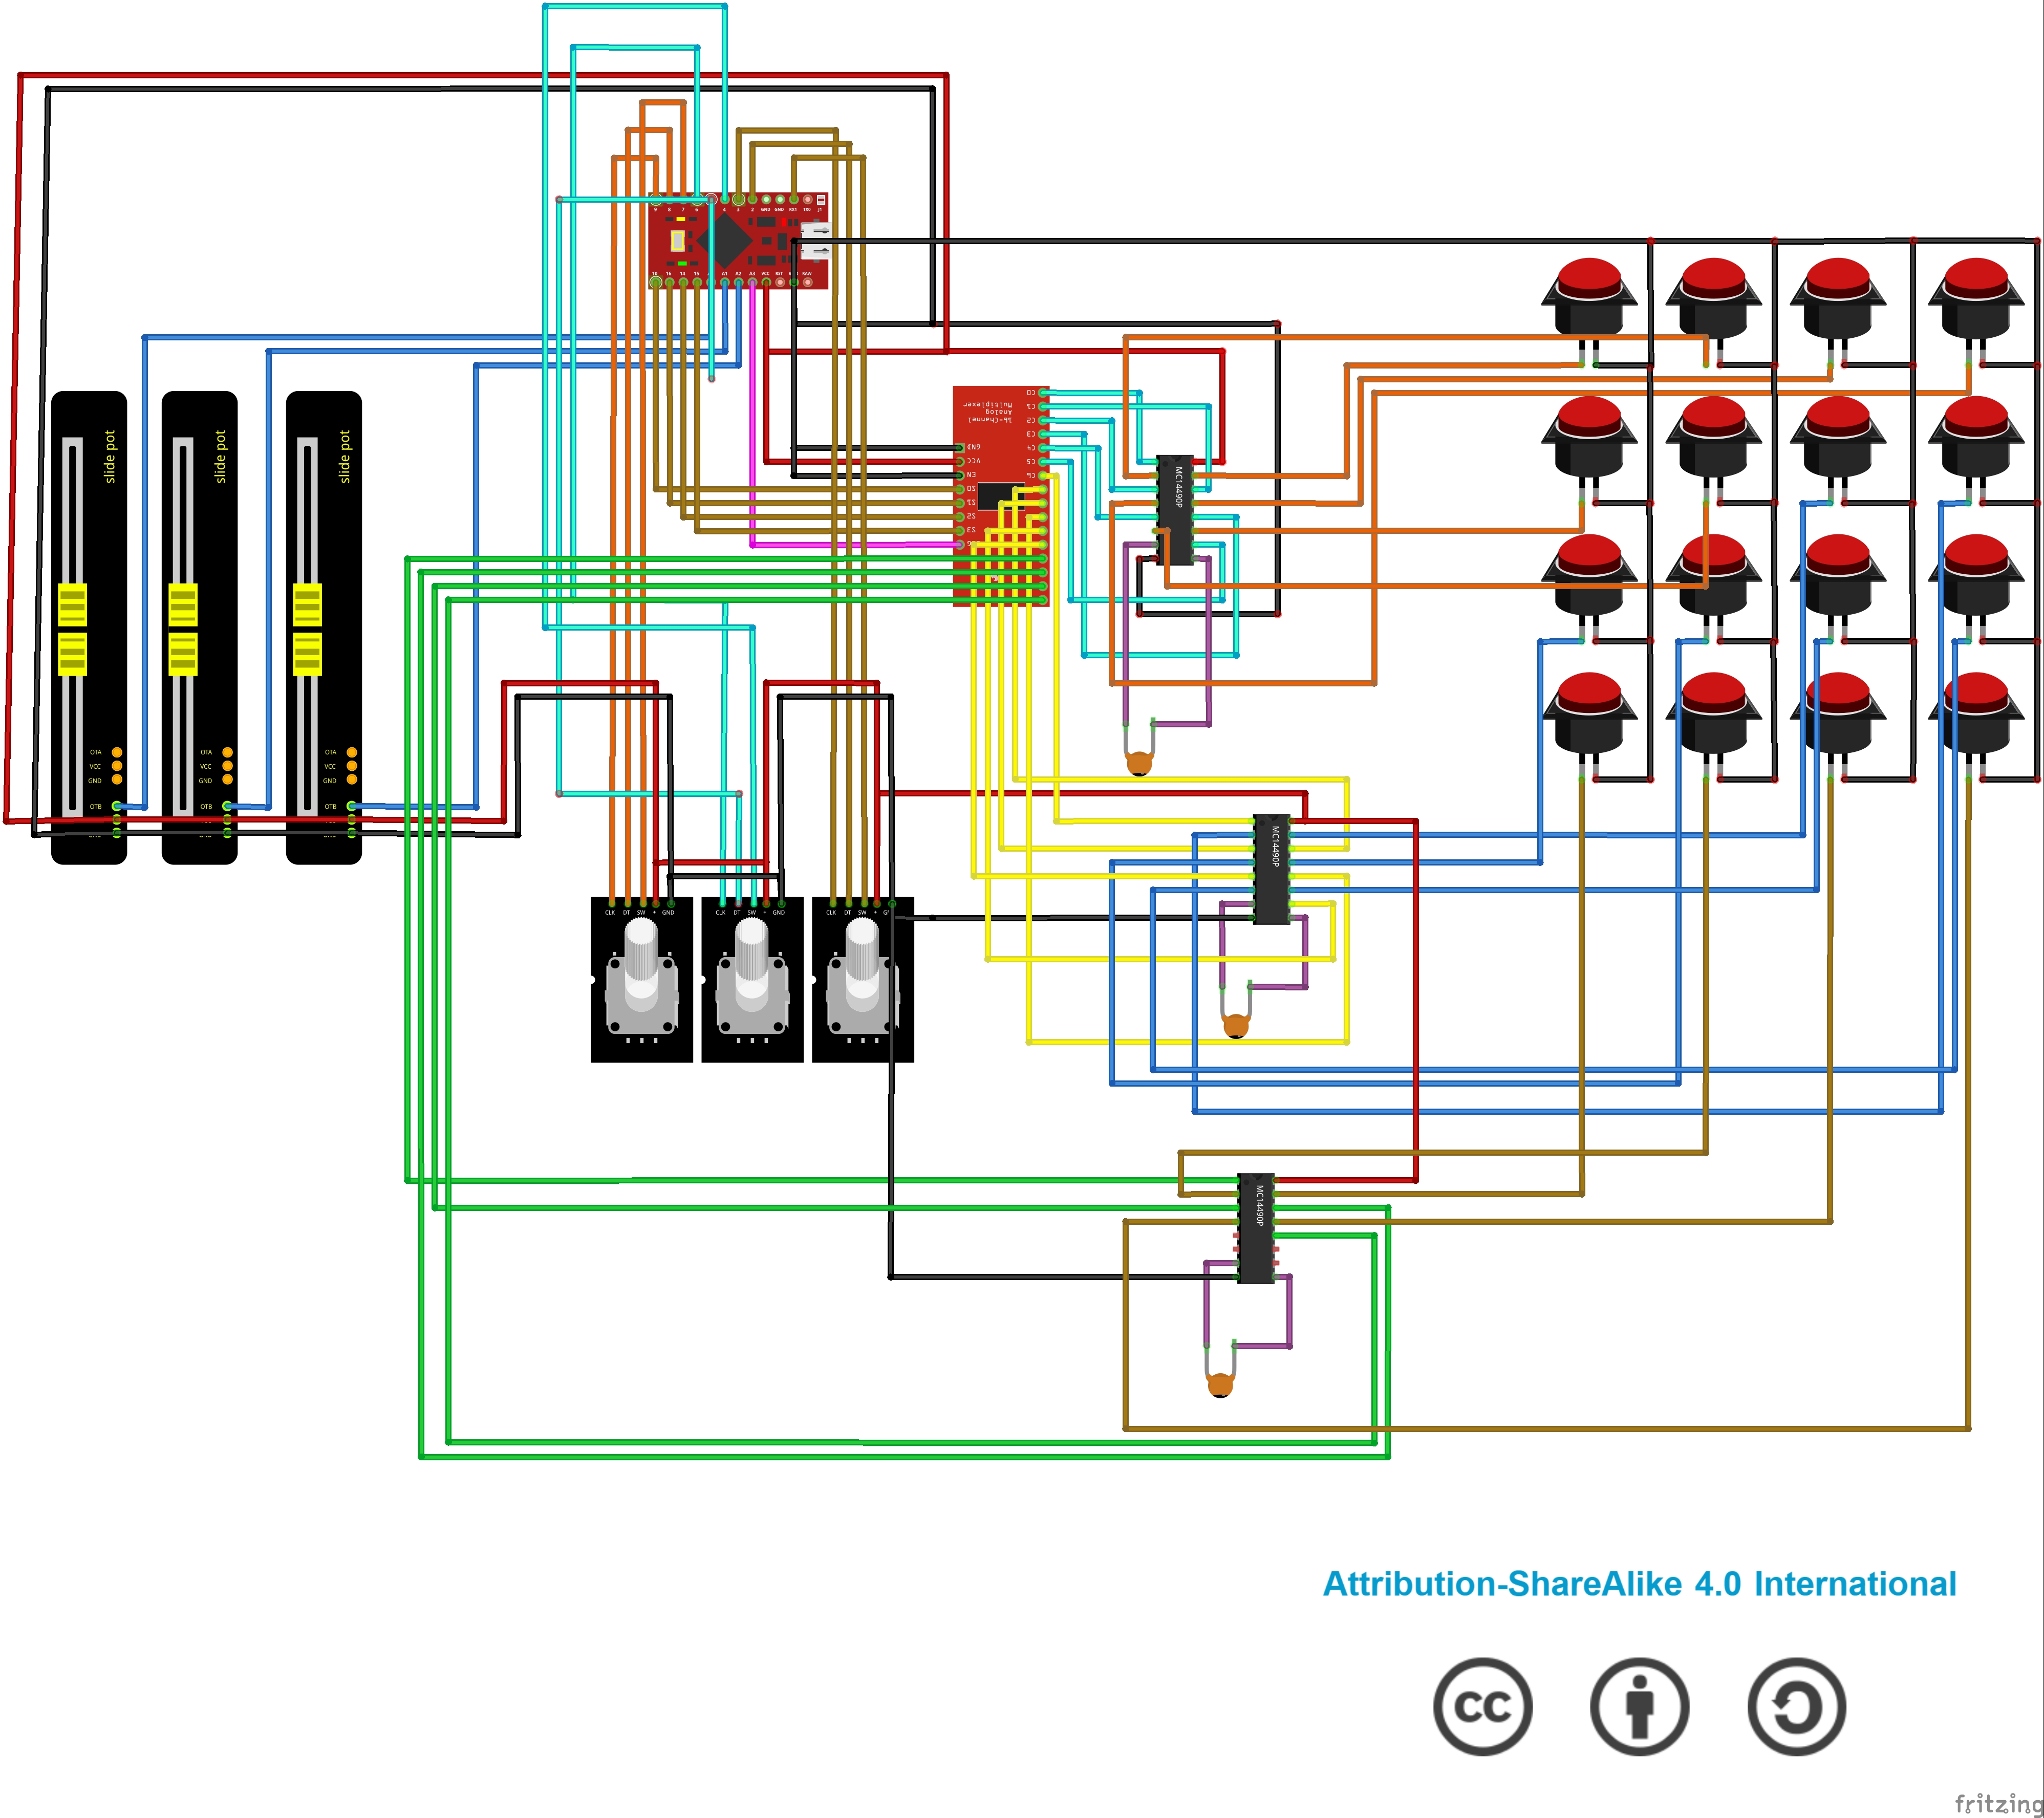 9 8 7 6 4 3 2 GND GND RX1 TX0 J1
10 16 14 15 A1 A2 A3 VCC RST RAW
16-Channel
Analog
Multiplexer
GND
VCC
EN
S0
S1
S2
S3
C0
C1
C2
C3
C4
C5
C6
MC14490P
slide pot
OTA
VCC
GND
OTB
slide pot
OTA
VCC
GND
OTB
slide pot
OTA
VCC
GND
OTB
MC14490P
CLK DT SW + GND
CLK DT SW + GND
CLK DT SW +
MC14490P
Attribution-ShareAlike 4.0 International
cc
fritzing